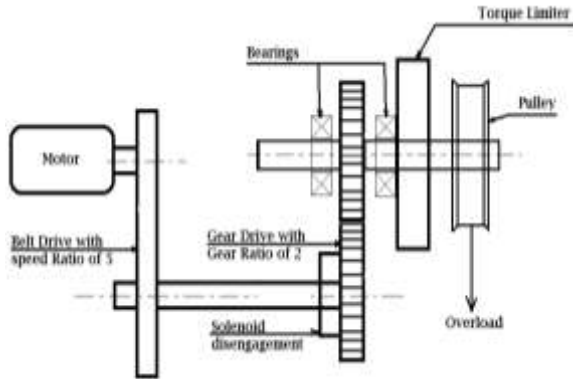 Torque Limiter
Bearings
Pulley
Motor
Belt Drive with
speed Ratio of 5
Gear Drive with
Gear Ratio of 2
Solenoid
disengagement
Overload